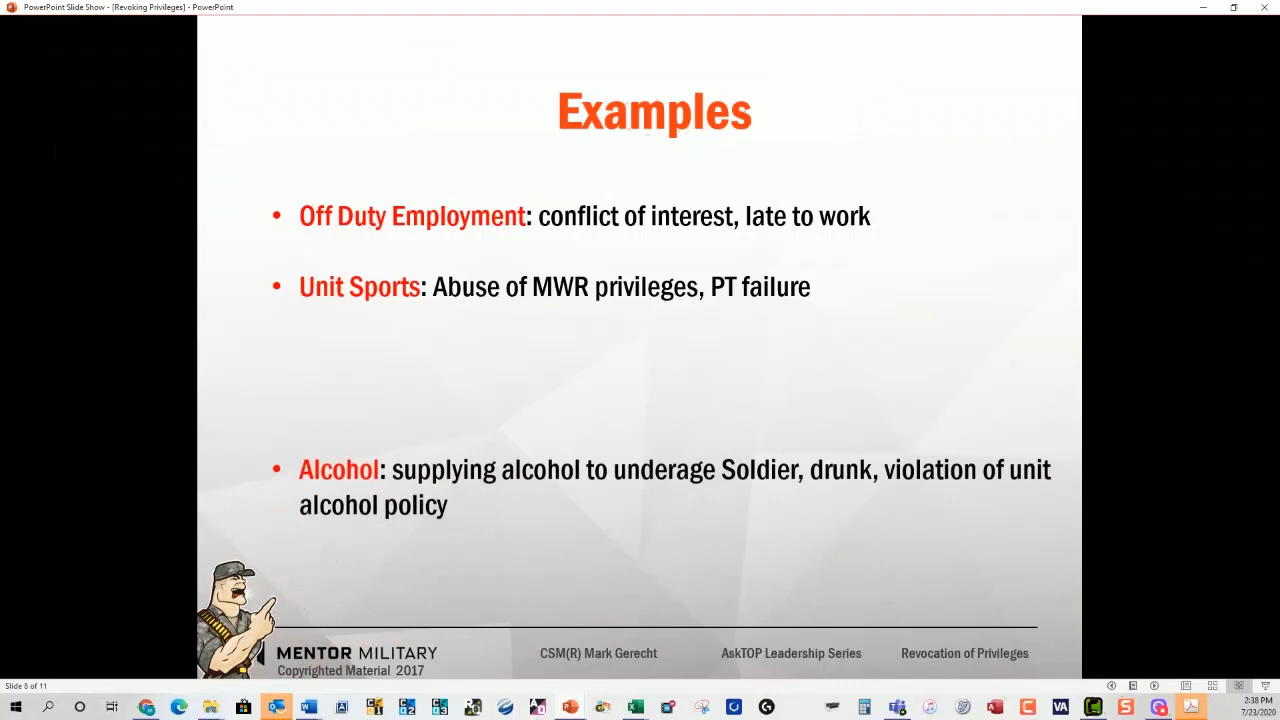 PowerPoint Slide Show - [Revoking Privileges] - PowerPoint
Examples
• Off Duty Employment: conflict of interest, late to work
• Unit Sports: Abuse of MWR privileges, PT failure
• Alcohol: supplying alcohol to underage Soldier, drunk, violation of unit
alcohol policy
MENTOR MILITARY
Copyrighted Material 2017
CSM(R) Mark Gerecht
AskTOP Leadership Series
Revocation of Privileges
Slide 8 of 11
2:38 PM
7/23/2020